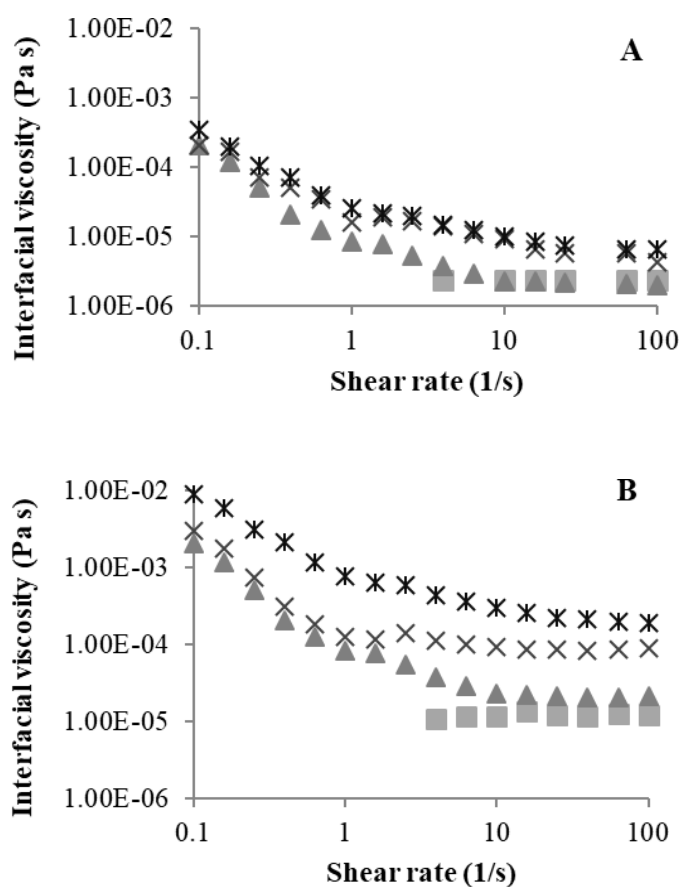 A
Interfacial viscosity (Pa s)
1.00E-02
1.00E-03
1.00E-04
1.00E-05
1.00E-06
0.1 1 10 100
Shear rate (1/s)
B
Interfacial viscosity (Pa s)
1.00E-02
1.00E-03
1.00E-04
1.00E-05
1.00E-06
0.1 1 10 100
Shear rate (1/s)